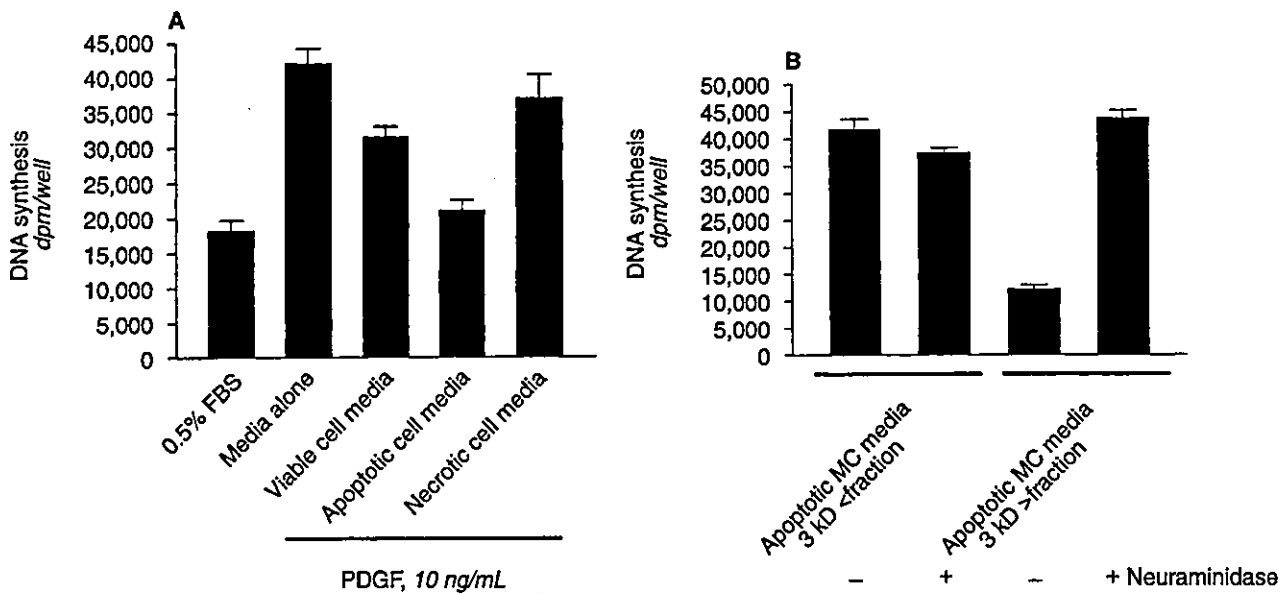 A
45,000
40,000
35,000
30,000
25,000
20,000
15,000
10,000
5,000
0
DNA synthesis
dpm/well
0.5% FBS
Media alone
Viable cell media
Apoptotic cell media
Necrotic cell media
PDGF, 10 ng/mL
B
50,000
45,000
40,000
35,000
30,000
25,000
20,000
15,000
10,000
5,000
0
DNA synthesis
dpm/well
Apoptotic MC media
3 kD <fraction
Apoptotic MC media
3 kD >fraction
– + – + Neuraminidase